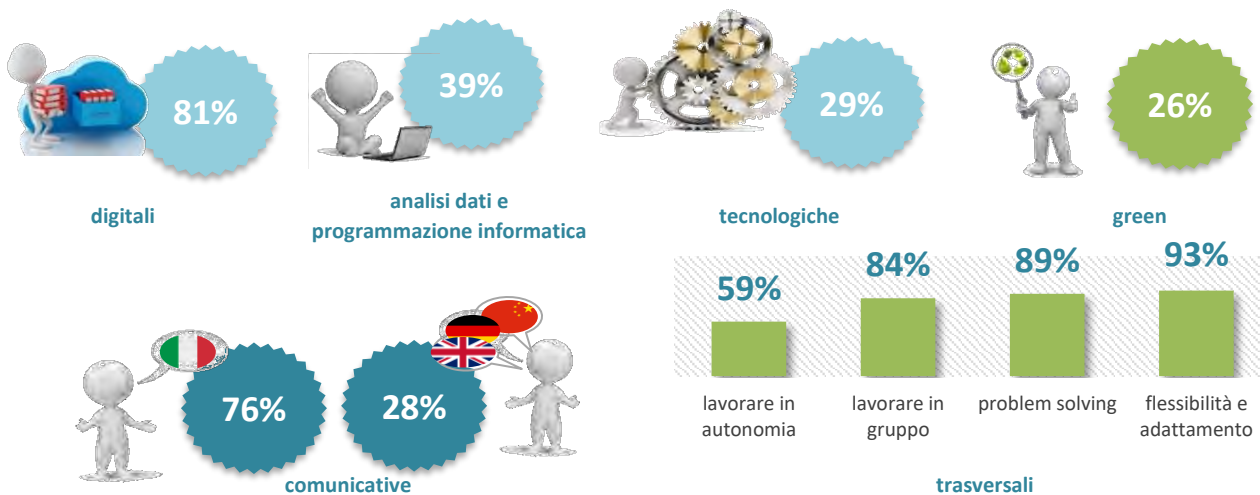 81%
39%
29%
26%
digitali
analisi dati e
programmazione informatica
tecnologiche
green
76%
28%
comunicative
59%
84%
89%
93%
lavorare in
autonomia
lavorare in
gruppo
problem solving
flessibilità e
adattamento
trasversali